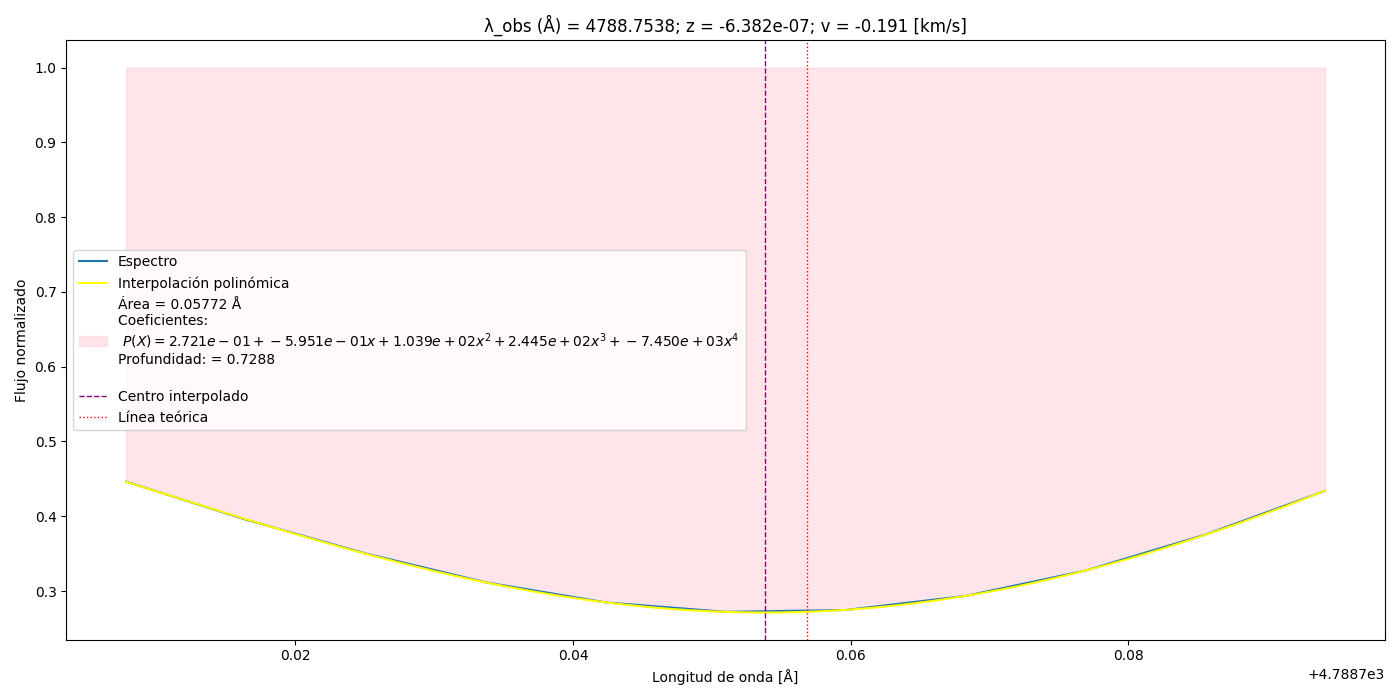 λ_obs (Å) = 4788.7538; z = -6.382e-07; v = -0.191 [km/s]
Flujo normalizado
1.0
0.9
0.8
0.7
0.6
0.5
0.4
0.3
Espectro
Interpolación polinómica
Área = 0.05772 Å
Coeficientes:
P(X) = 2.721e − 01 + − 5.951e − 01x + 1.039e + 02x² + 2.445e + 02x³ + − 7.450e + 03x⁴
Profundidad: = 0.7288
Centro interpolado
Línea teórica
0.02 0.04 0.06 0.08
+4.7887e3
Longitud de onda [Å]